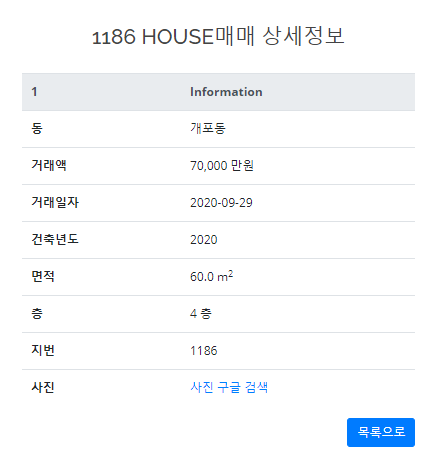 1186 HOUSE매매 상세정보
1 Information
동 개포동
거래액 70,000 만원
거래일자 2020-09-29
건축년도 2020
면적 60.0 m²
층 4 층
지번 1186
사진 사진 구글 검색
목록으로